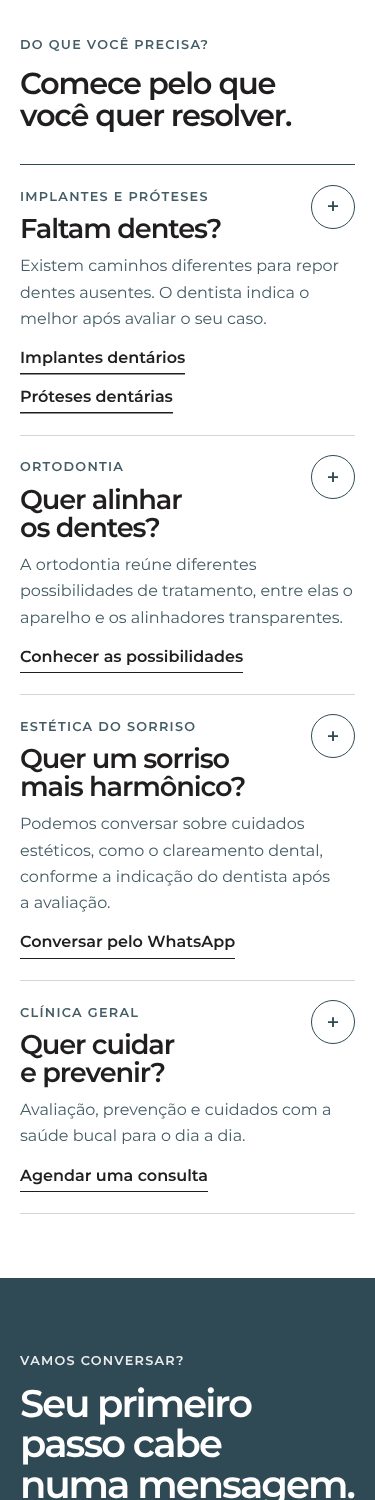 DO QUE VOCÊ PRECISA?
Comece pelo que
você quer resolver.
IMPLANTES E PRÓTESES
+
Faltam dentes?
Existem caminhos diferentes para repor
dentes ausentes. O dentista indica o
melhor após avaliar o seu caso.
Implantes dentários
Próteses dentárias
ORTODONTIA
+
Quer alinhar
os dentes?
A ortodontia reúne diferentes
possibilidades de tratamento, entre elas o
aparelho e os alinhadores transparentes.
Conhecer as possibilidades
ESTÉTICA DO SORRISO
+
Quer um sorriso
mais harmônico?
Podemos conversar sobre cuidados
estéticos, como o clareamento dental,
conforme a indicação do dentista após
a avaliação.
Conversar pelo WhatsApp
CLÍNICA GERAL
+
Quer cuidar
e prevenir?
Avaliação, prevenção e cuidados com a
saúde bucal para o dia a dia.
Agendar uma consulta
VAMOS CONVERSAR?
Seu primeiro
passo cabe
numa mensagem.